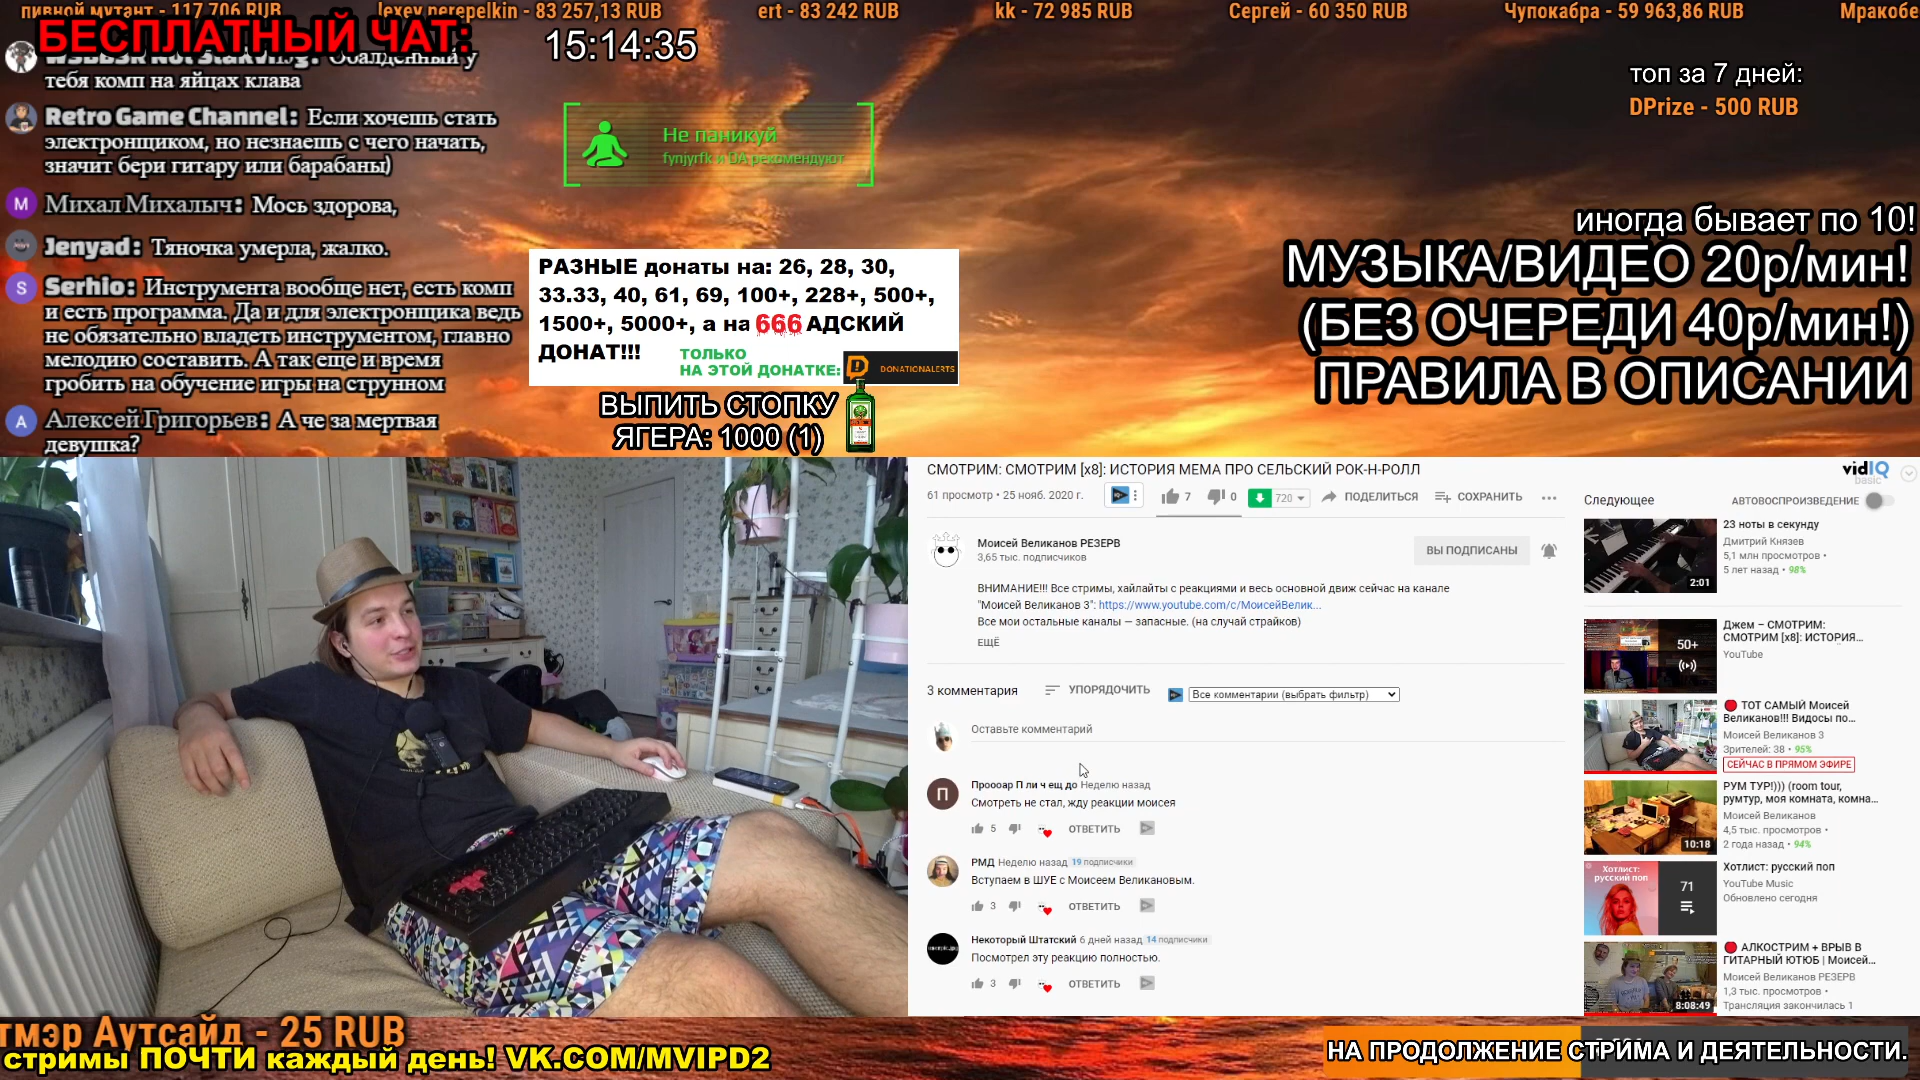 пивной мутант - 117 706 RUB
lexey perepelkin - 83 257,13 RUB
ert - 83 242 RUB
kk - 72 985 RUB
Сергей - 60 350 RUB
Чупокабра - 59 963,86 RUB
Мракобе
БЕСПЛАТНЫЙ ЧАТ:
15:14:35
Обалденный у
тебя комп на яйцах клава
Retro Game Channel: Если хочешь стать
электронщиком, но незнаешь с чего начать,
значит бери гитару или барабаны)
М
Михал Михалыч: Мось здорова,
Jenyad: Тяночка умерла, жалко.
S
Serhio: Инструмента вообще нет, есть комп
и есть программа. Да и для электронщика ведь
не обязательно владеть инструментом, главно
мелодию составить. А так еще и время
гробить на обучение игры на струнном
А
Алексей Григорьев: А че за мертвая
девушка?
Не паникуй
fynjyrfk и DA рекомендуют
РАЗНЫЕ донаты на: 26, 28, 30,
33.33, 40, 61, 69, 100+, 228+, 500+,
1500+, 5000+, а на 666 АДСКИЙ
ДОНАТ!!!
ТОЛЬКО
НА ЭТОЙ ДОНАТКЕ:
DONATIONALERTS
ВЫПИТЬ СТОПКУ
ЯГЕРА: 1000 (1)
топ за 7 дней:
DPrize - 500 RUB
иногда бывает по 10!
МУЗЫКА/ВИДЕО 20р/мин!
(БЕЗ ОЧЕРЕДИ 40р/мин!)
ПРАВИЛА В ОПИСАНИИ
СМОТРИМ: СМОТРИМ [x8]: ИСТОРИЯ МЕМА ПРО СЕЛЬСКИЙ РОК-Н-РОЛЛ
61 просмотр • 25 нояб. 2020 г.
7
0
720
ПОДЕЛИТЬСЯ
СОХРАНИТЬ
Моисей Великанов РЕЗЕРВ
3,65 тыс. подписчиков
ВЫ ПОДПИСАНЫ
ВНИМАНИЕ!!! Все стримы, хайлайты с реакциями и весь основной движ сейчас на канале
"Моисей Великанов 3": https://www.youtube.com/c/МоисейВелик...
Все мои остальные каналы — запасные. (на случай страйков)
ЕЩЁ
3 комментария
УПОРЯДОЧИТЬ
Все комментарии (выбрать фильтр)
Оставьте комментарий
П
Проооар П ли ч ещ до Неделю назад
Смотреть не стал, жду реакции моисея
5
ОТВЕТИТЬ
РМД Неделю назад 19 подписчики
Вступаем в ШУЕ с Моисеем Великановым.
3
ОТВЕТИТЬ
Некоторый Штатский 6 дней назад 14 подписчики
Посмотрел эту реакцию полностью.
3
ОТВЕТИТЬ
vidIQ
basic
Следующее
АВТОВОСПРОИЗВЕДЕНИЕ
23 ноты в секунду
Дмитрий Князев
5,1 млн просмотров •
5 лет назад • 98%
2:01
Джем – СМОТРИМ:
СМОТРИМ [x8]: ИСТОРИЯ...
YouTube
50+
ТОТ САМЫЙ Моисей
Великанов!!! Видосы по...
Моисей Великанов 3
Зрителей: 38 • 95%
СЕЙЧАС В ПРЯМОМ ЭФИРЕ
РУМ ТУР!))) (room tour,
румтур, моя комната, комна...
Моисей Великанов
4,5 тыс. просмотров •
2 года назад • 94%
10:18
Хотлист:
русский поп
71
Хотлист: русский поп
YouTube Music
Обновлено сегодня
АЛКОСТРИМ + ВРЫВ В
ГИТАРНЫЙ ЮТЮБ | Моисей...
Моисей Великанов РЕЗЕРВ
1,3 тыс. просмотров •
Трансляция закончилась 1
8:08:49
тмэр Аутсайд - 25 RUB
стримы ПОЧТИ каждый день! VK.COM/MVIPD2
НА ПРОДОЛЖЕНИЕ СТРИМА И ДЕЯТЕЛЬНОСТИ.